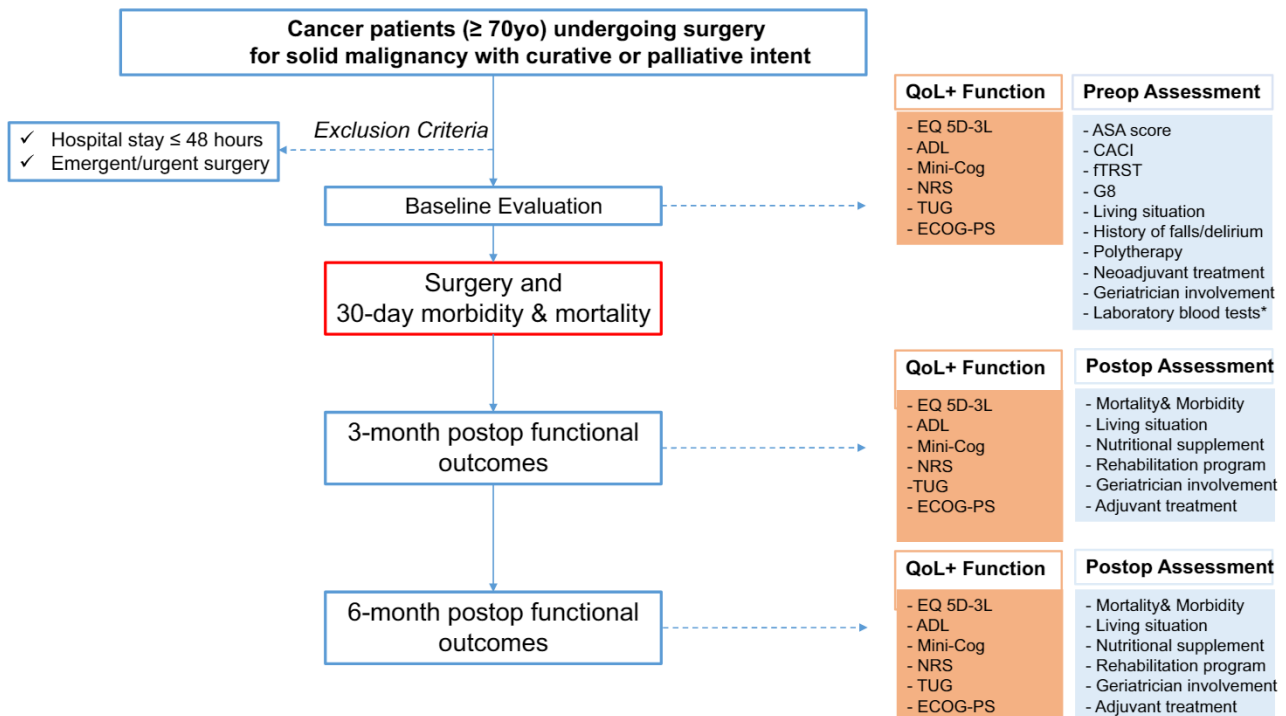 Cancer patients (≥ 70yo) undergoing surgery
for solid malignancy with curative or palliative intent
Exclusion Criteria
✓ Hospital stay ≤ 48 hours
✓ Emergent/urgent surgery
Baseline Evaluation
QoL+ Function
- EQ 5D-3L
- ADL
- Mini-Cog
- NRS
- TUG
- ECOG-PS
Preop Assessment
- ASA score
- CACI
- fTRST
- G8
- Living situation
- History of falls/delirium
- Polytherapy
- Neoadjuvant treatment
- Geriatrician involvement
- Laboratory blood tests*
Surgery and
30-day morbidity & mortality
3-month postop functional
outcomes
QoL+ Function
- EQ 5D-3L
- ADL
- Mini-Cog
- NRS
-TUG
- ECOG-PS
Postop Assessment
- Mortality& Morbidity
- Living situation
- Nutritional supplement
- Rehabilitation program
- Geriatrician involvement
- Adjuvant treatment
6-month postop functional
outcomes
QoL+ Function
- EQ 5D-3L
- ADL
- Mini-Cog
- NRS
- TUG
- ECOG-PS
Postop Assessment
- Mortality& Morbidity
- Living situation
- Nutritional supplement
- Rehabilitation program
- Geriatrician involvement
- Adjuvant treatment